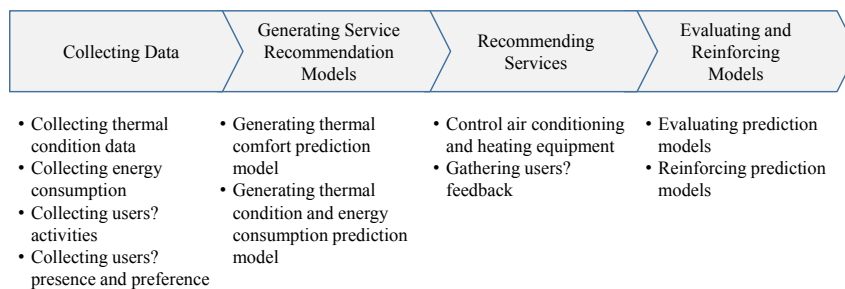 Collecting Data
Generating Service
Recommendation
Models
Recommending
Services
Evaluating and
Reinforcing
Models
• Collecting thermal
condition data
• Collecting energy
consumption
• Collecting users?
activities
• Collecting users?
presence and preference
• Generating thermal
comfort prediction
model
• Generating thermal
condition and energy
consumption prediction
model
• Control air conditioning
and heating equipment
• Gathering users?
feedback
• Evaluating prediction
models
• Reinforcing prediction
models